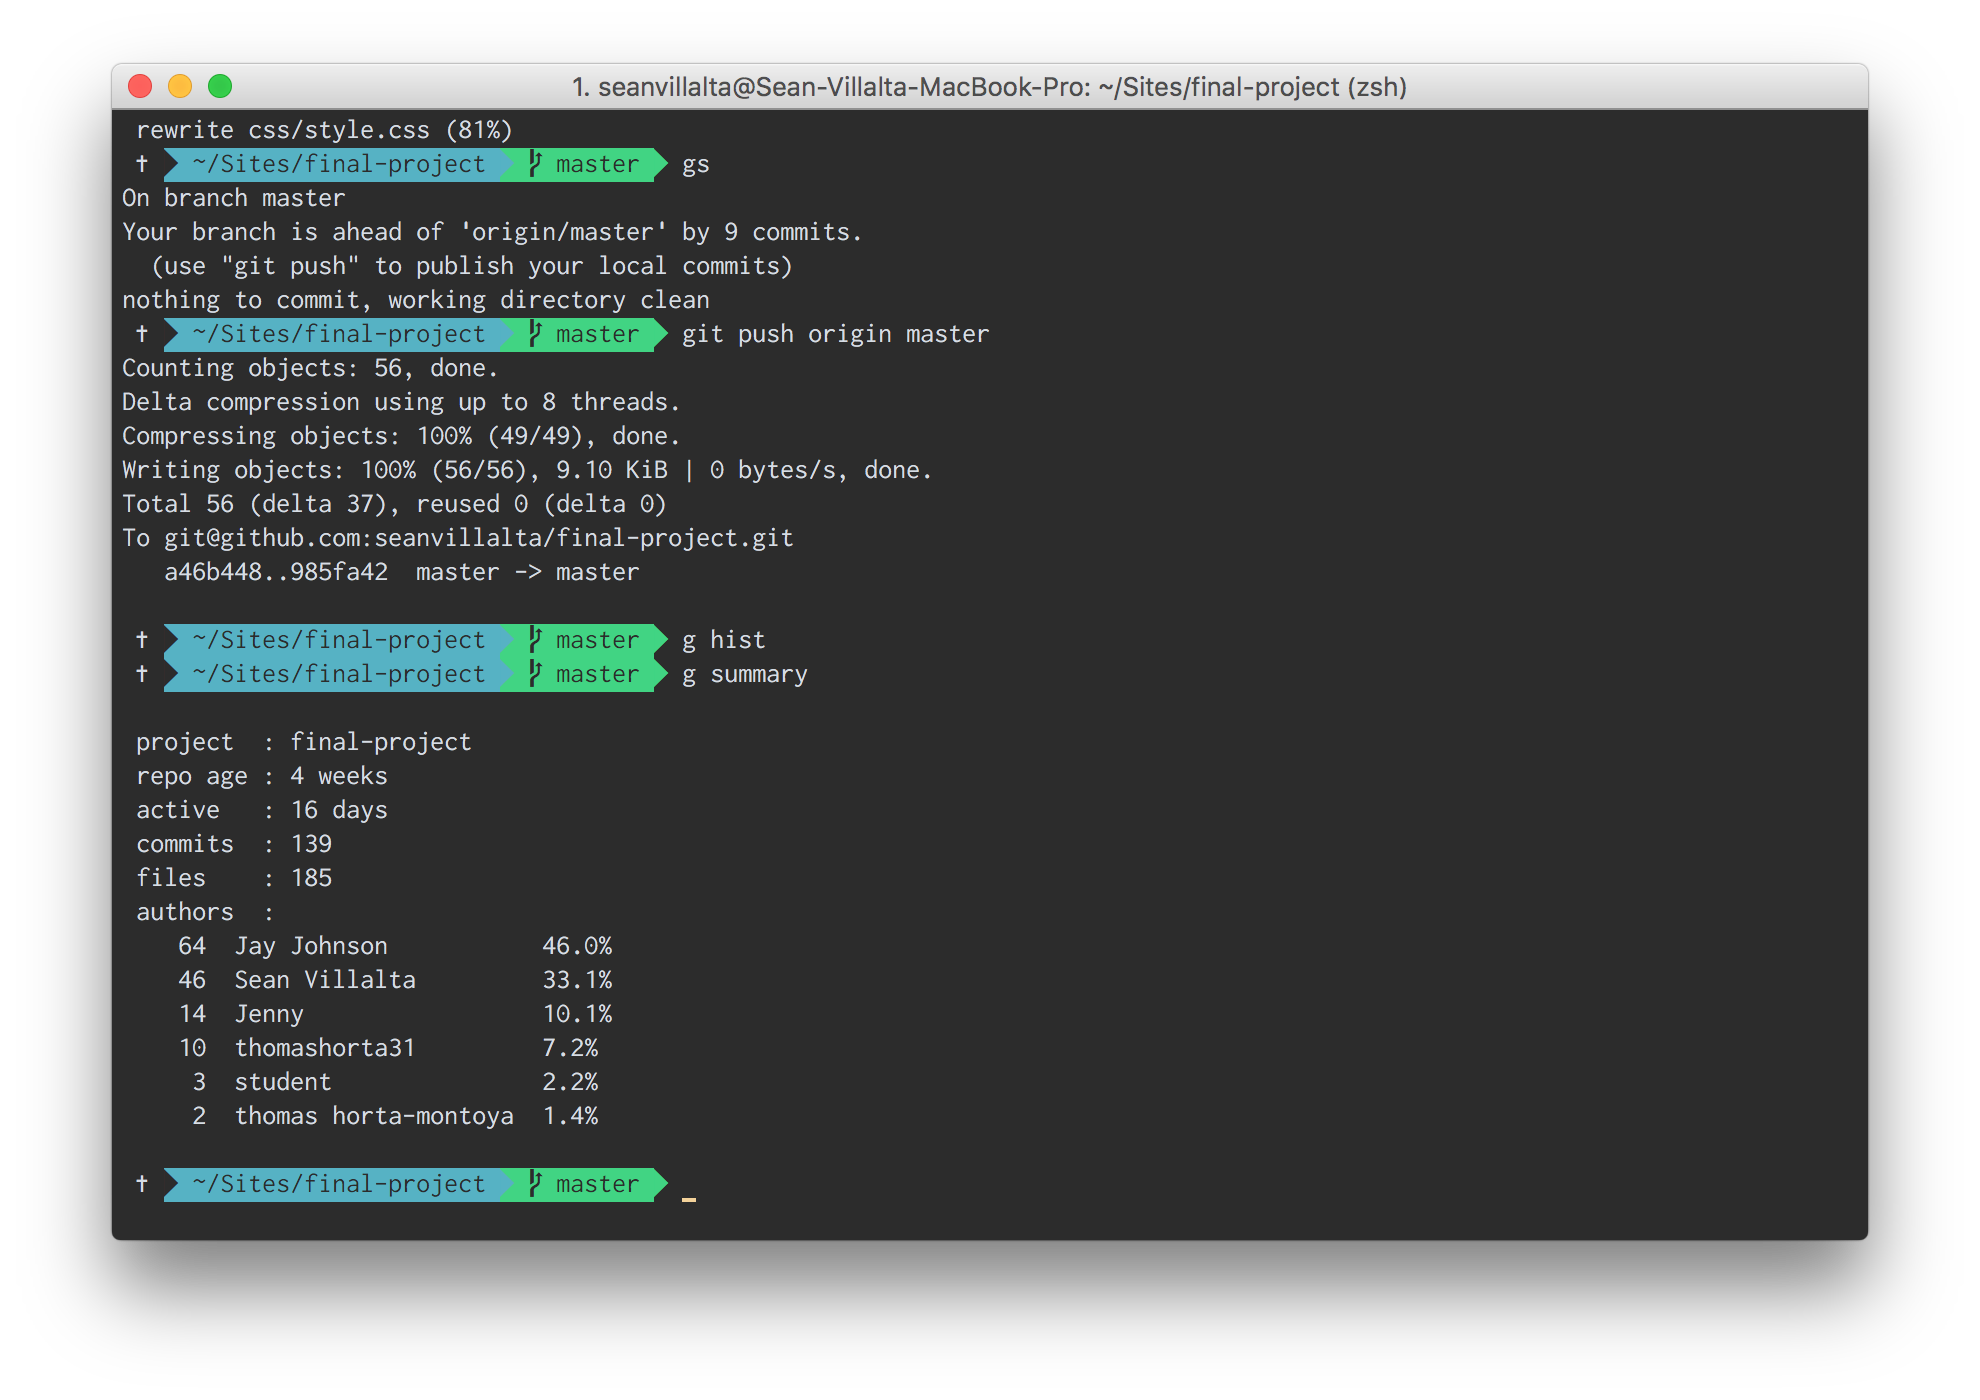 1. seanvillalta@Sean-Villalta-MacBook-Pro: ~/Sites/final-project (zsh)
rewrite css/style.css (81%)
† ~/Sites/final-project master gs
On branch master
Your branch is ahead of 'origin/master' by 9 commits.
(use "git push" to publish your local commits)
nothing to commit, working directory clean
† ~/Sites/final-project master git push origin master
Counting objects: 56, done.
Delta compression using up to 8 threads.
Compressing objects: 100% (49/49), done.
Writing objects: 100% (56/56), 9.10 KiB | 0 bytes/s, done.
Total 56 (delta 37), reused 0 (delta 0)
To git@github.com:seanvillalta/final-project.git
a46b448..985fa42  master -> master
† ~/Sites/final-project master g hist
† ~/Sites/final-project master g summary
project  : final-project
repo age : 4 weeks
active   : 16 days
commits  : 139
files    : 185
authors  :
64  Jay Johnson           46.0%
46  Sean Villalta         33.1%
14  Jenny                 10.1%
10  thomashorta31         7.2%
3  student               2.2%
2  thomas horta-montoya  1.4%
† ~/Sites/final-project master _